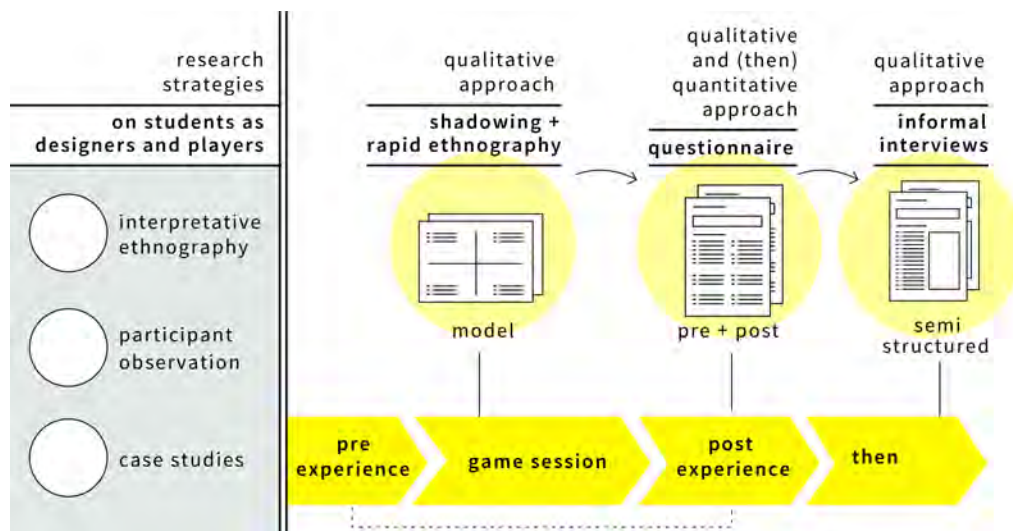 research
strategies
on students as
designers and players
interpretative
ethnography
participant
observation
case studies
qualitative
approach
shadowing +
rapid ethnography
model
qualitative
and (then)
quantitative
approach
questionnaire
pre + post
qualitative
approach
informal
interviews
semi
structured
pre
experience
game session
post
experience
then